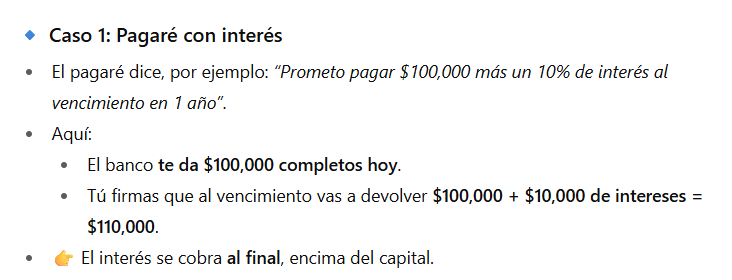 🔹 Caso 1: Pagaré con interés
• El pagaré dice, por ejemplo: “Prometo pagar $100,000 más un 10% de interés al
vencimiento en 1 año”.
• Aquí:
• El banco te da $100,000 completos hoy.
• Tú firmas que al vencimiento vas a devolver $100,000 + $10,000 de intereses =
$110,000.
• 👉 El interés se cobra al final, encima del capital.